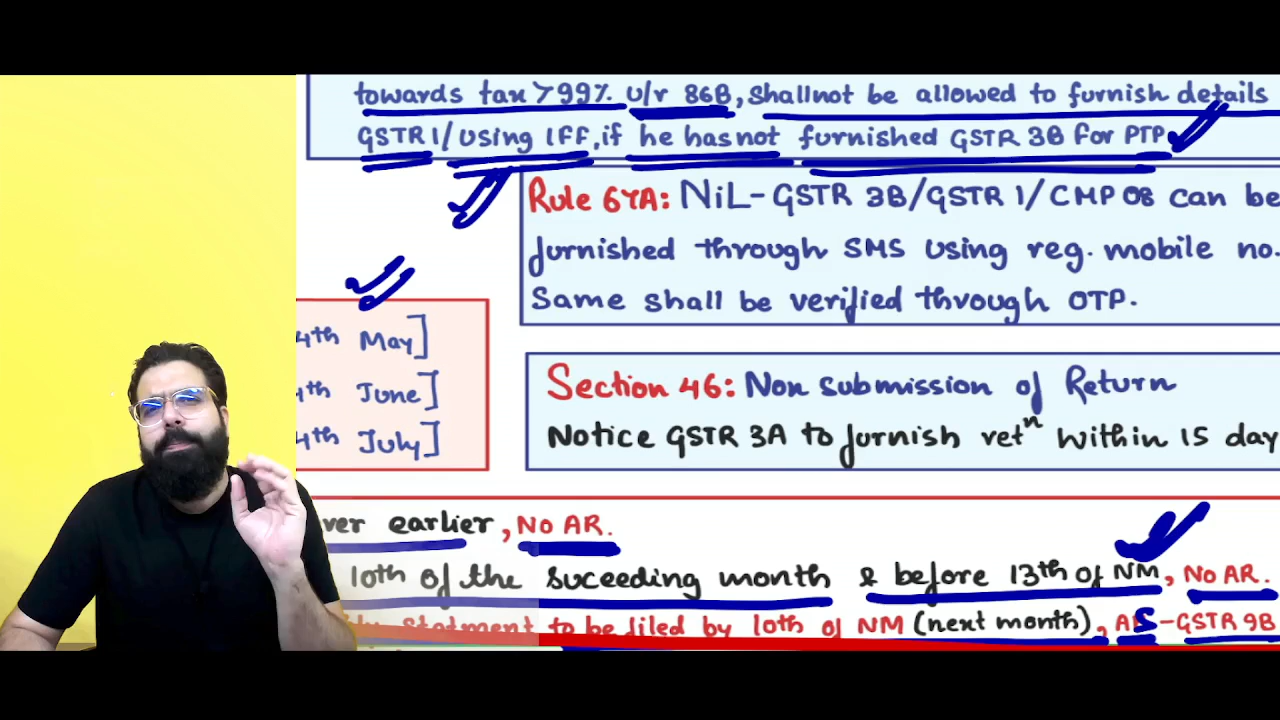 towards tax >99% u/r 86B, shall not be allowed to furnish details
GSTR1/using IFF, if he has not furnished GSTR 3B for PTP
Rule 67A: NiL-GSTR 3B/GSTR 1/CMP 08 can be
furnished through SMS using reg. mobile no.
Same shall be verified through OTP.
4th May]
4th June]
4th July]
Section 46: Non submission of Return
Notice GSTR 3A to furnish retn within 15 day
ver earlier, No AR.
10th of the suceeding month & before 13th of NM, No AR.
statment to be filed by 10th of NM (next month), -GSTR 9B